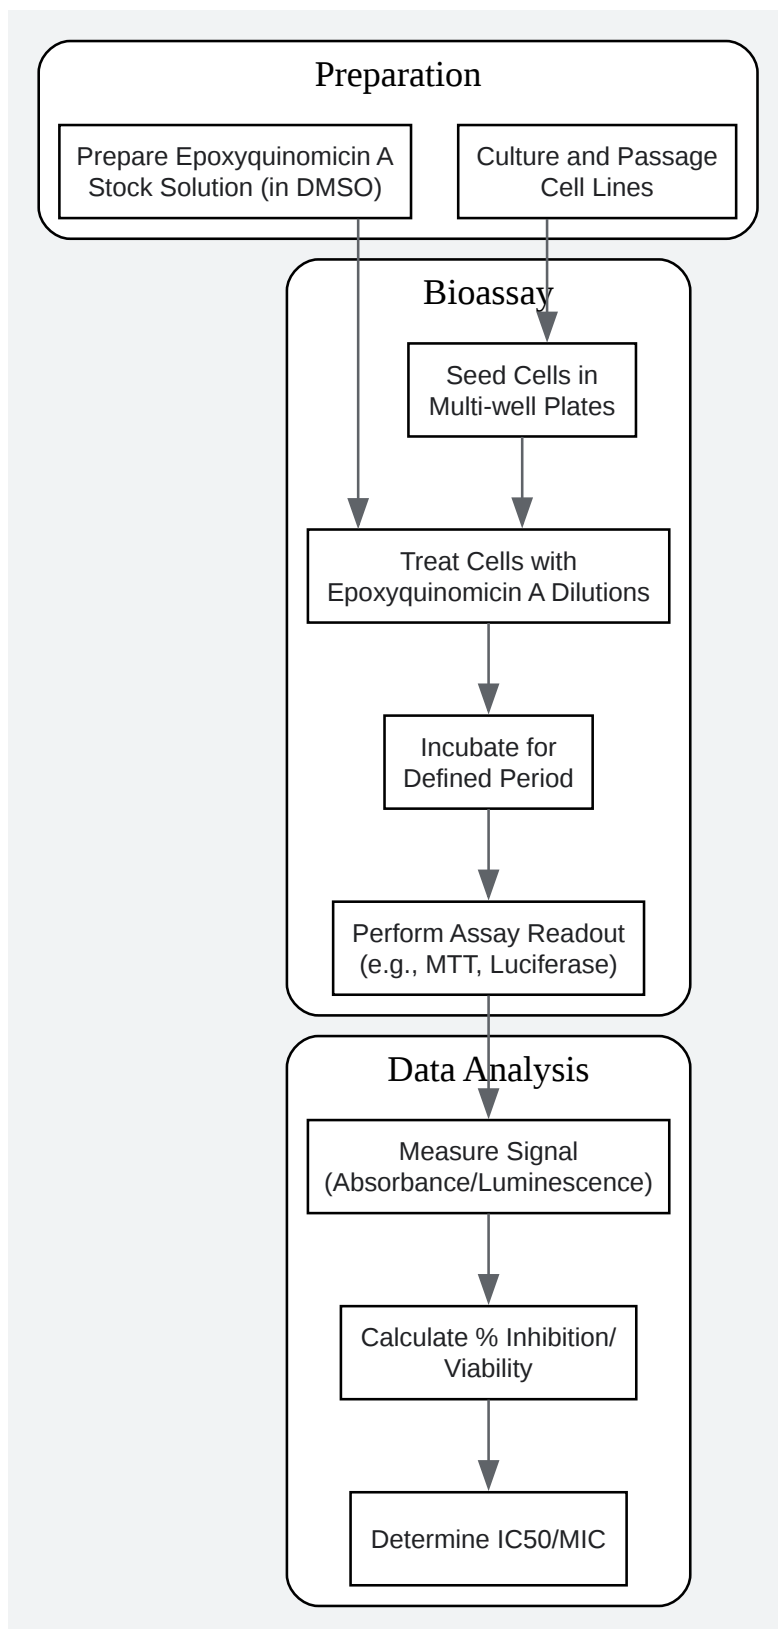 Preparation
Prepare Epoxyquinomicin A
Stock Solution (in DMSO)
Culture and Passage
Cell Lines
Bioassay
Seed Cells in
Multi-well Plates
Treat Cells with
Epoxyquinomicin A Dilutions
Incubate for
Defined Period
Perform Assay Readout
(e.g., MTT, Luciferase)
Data Analysis
Measure Signal
(Absorbance/Luminescence)
Calculate % Inhibition/
Viability
Determine IC50/MIC